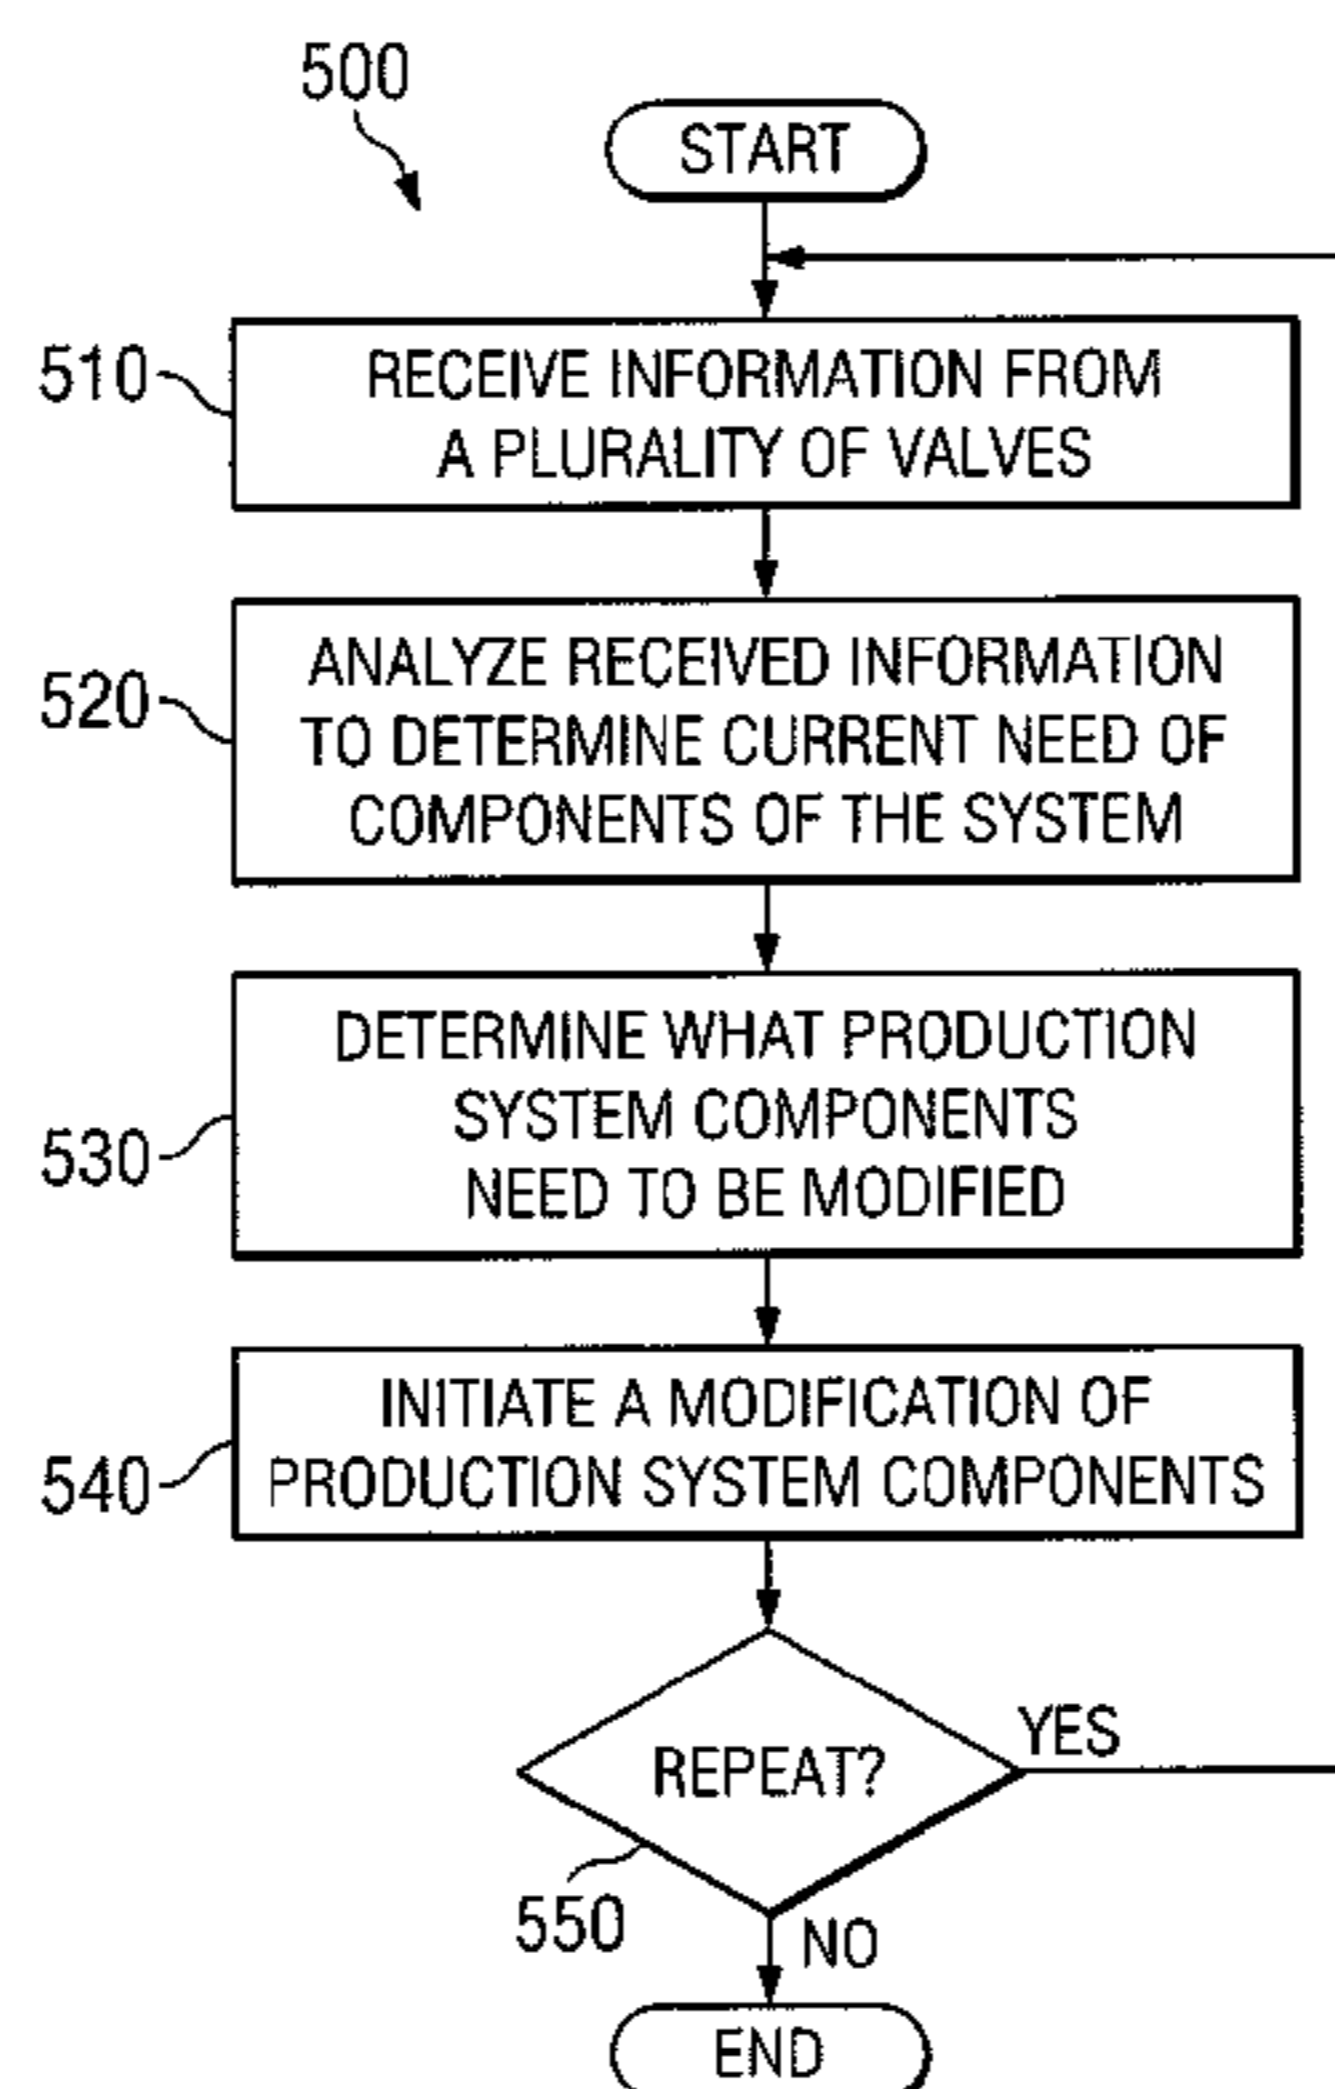 500
START
510
RECEIVE INFORMATION FROM
A PLURALITY OF VALVES
520
ANALYZE RECEIVED INFORMATION
TO DETERMINE CURRENT NEED OF
COMPONENTS OF THE SYSTEM
530
DETERMINE WHAT PRODUCTION
SYSTEM COMPONENTS
NEED TO BE MODIFIED
540
INITIATE A MODIFICATION OF
PRODUCTION SYSTEM COMPONENTS
REPEAT?
YES
550
NO
END